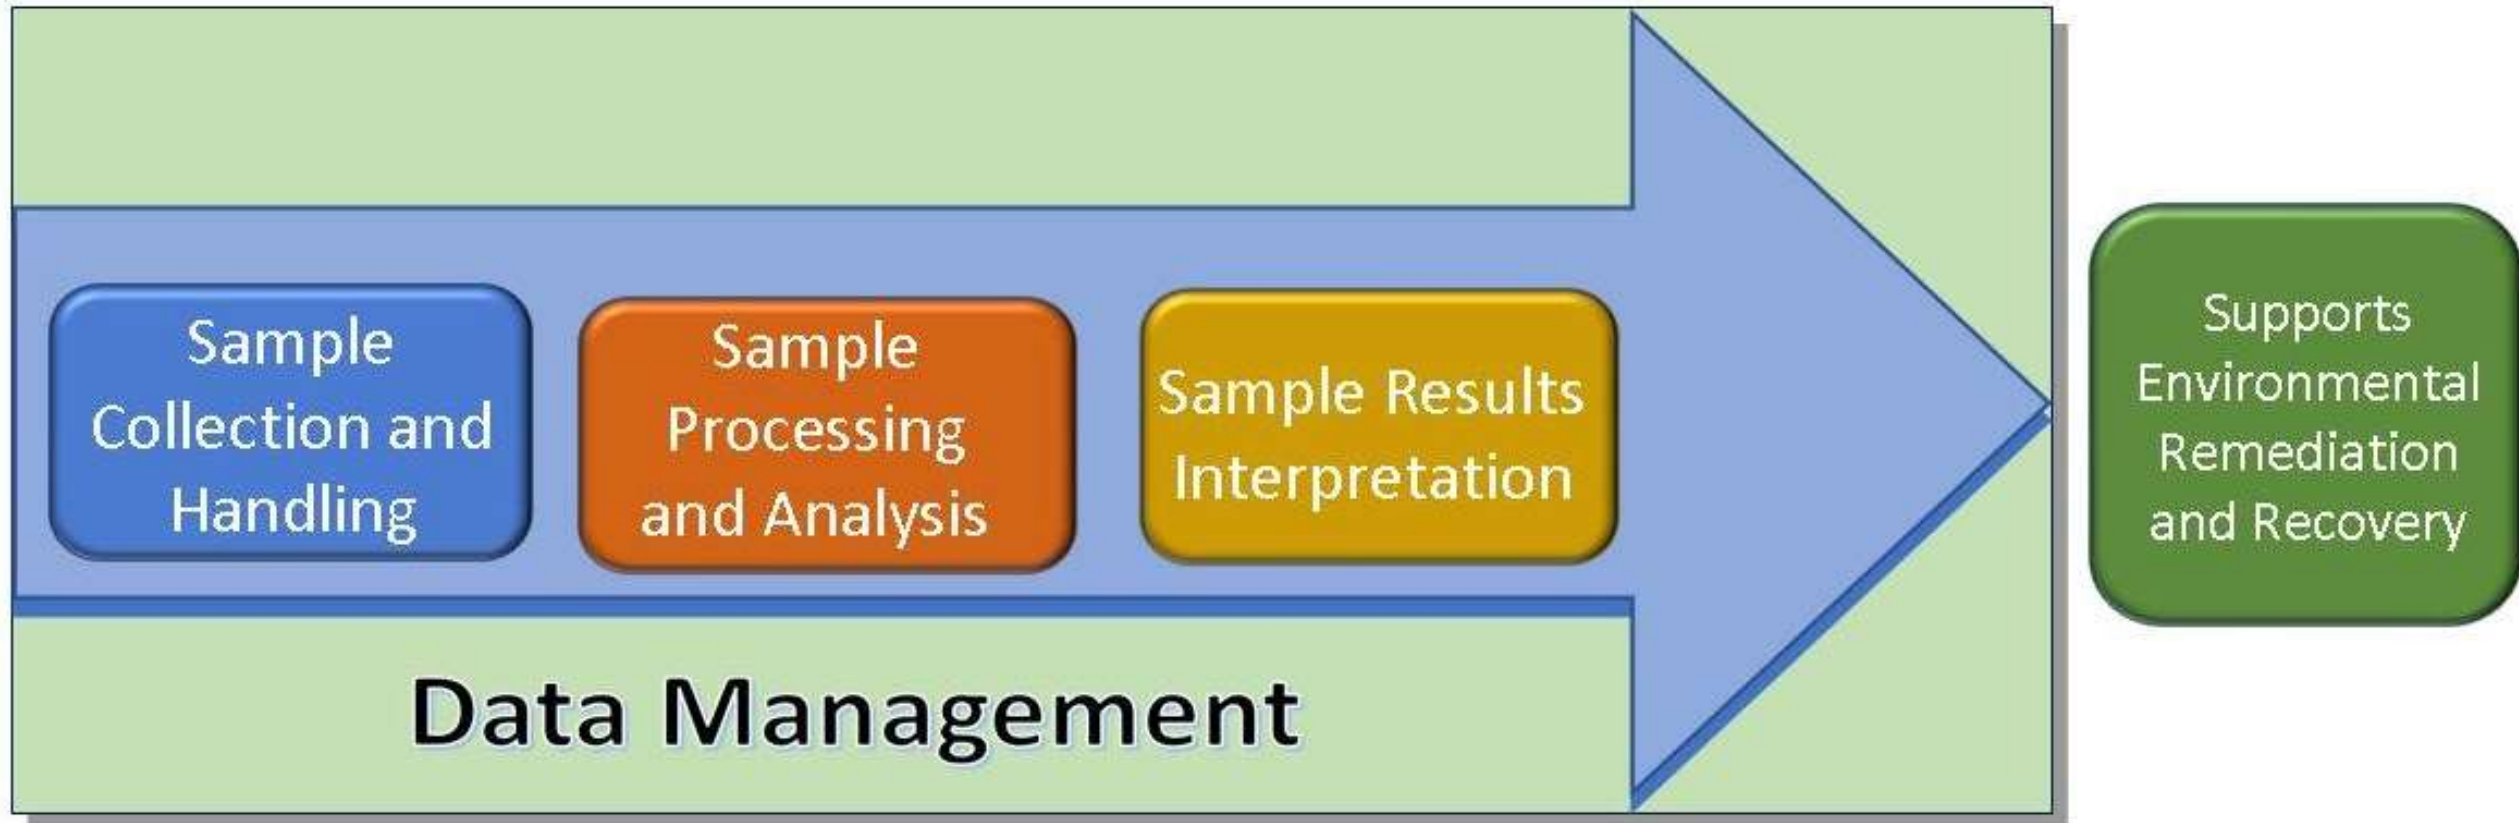 Sample
Collection and
Handling
Sample
Processing
and Analysis
Sample Results
Interpretation
Supports
Environmental
Remediation
and Recovery
Data Management